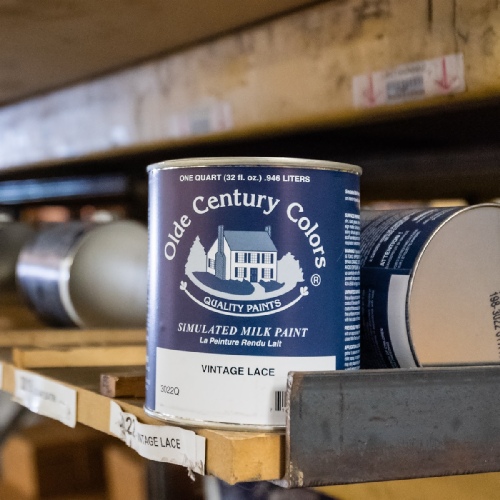 ONE QUART (32 fl. oz.) .946 LITERS
Olde Century Colors
®
QUALITY PAINTS
SIMULATED MILK PAINT
La Peinture Rendu Lait
VINTAGE LACE
3022Q
ATTENTION
VINTAGE LACE